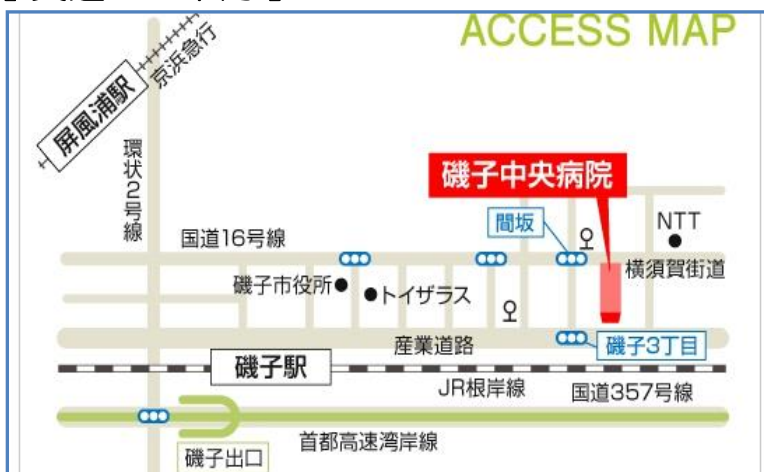 ACCESS MAP
京浜急行
屏風浦駅
環状2号線
磯子中央病院
間坂
NTT
国道16号線
横須賀街道
磯子市役所
トイザラス
産業道路
磯子3丁目
磯子駅
JR根岸線
国道357号線
首都高速湾岸線
磯子出口